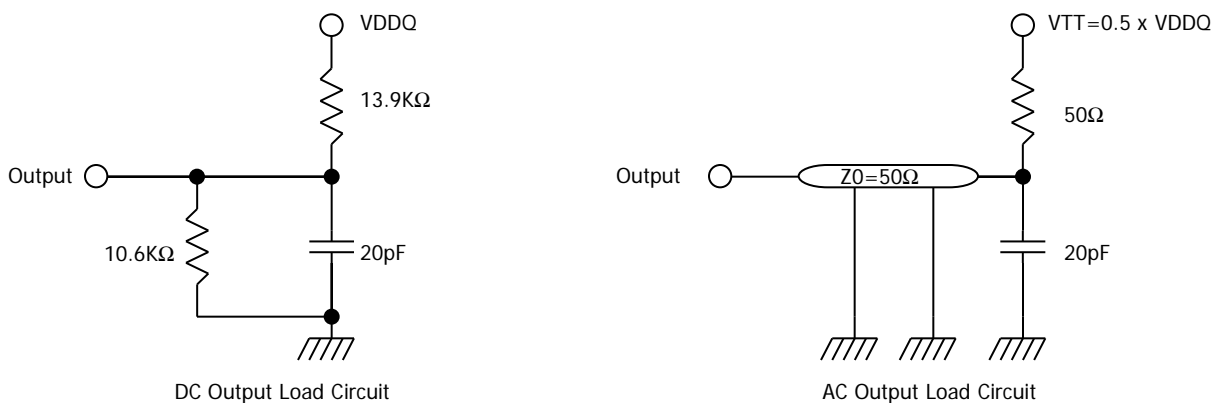 VDDQ
13.9KΩ
Output
10.6KΩ
20pF
DC Output Load Circuit
VTT=0.5 x VDDQ
50Ω
Output
Z0=50Ω
20pF
AC Output Load Circuit